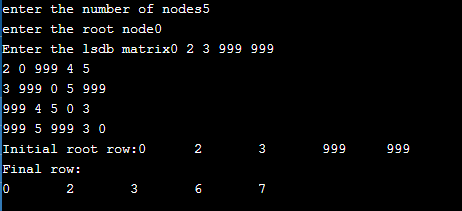 enter the number of nodes5
enter the root node0
Enter the lsdb matrix0 2 3 999 999
2 0 999 4 5
3 999 0 5 999
999 4 5 0 3
999 5 999 3 0
Initial root row:0 2 3 999 999
Final row:
0 2 3 6 7